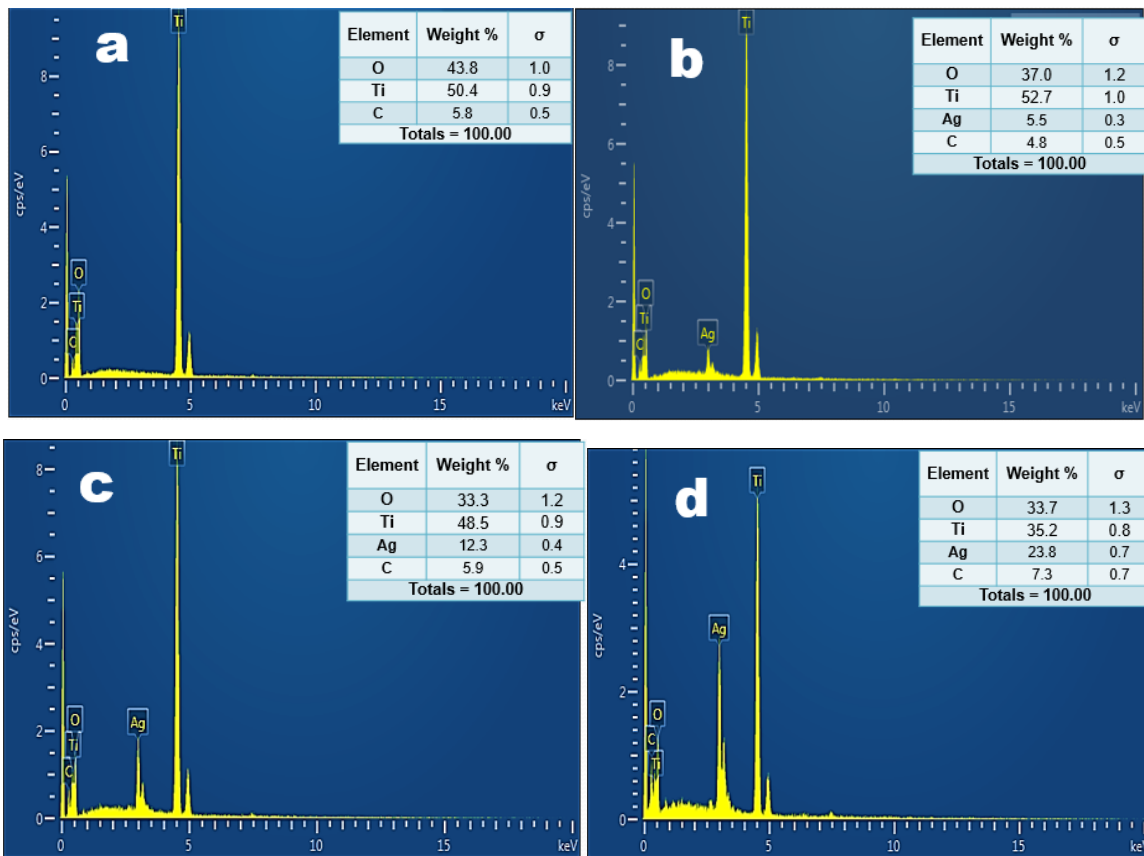 a
Ti
Element Weight % σ
O 43.8 1.0
Ti 50.4 0.9
C 5.8 0.5
Totals = 100.00
8
6
4
2
0
cps/eV
O
Ti
C
0 5 10 15 keV
b
Ti
Element Weight % σ
O 37.0 1.2
Ti 52.7 1.0
Ag 5.5 0.3
C 4.8 0.5
Totals = 100.00
8
6
4
2
0
cps/eV
O
Ti
C
Ag
0 5 10 15 keV
c
Ti
Element Weight % σ
O 33.3 1.2
Ti 48.5 0.9
Ag 12.3 0.4
C 5.9 0.5
Totals = 100.00
8
6
4
2
0
cps/eV
O
Ti
C
Ag
0 5 10 15 keV
d
Ti
Element Weight % σ
O 33.7 1.3
Ti 35.2 0.8
Ag 23.8 0.7
C 7.3 0.7
Totals = 100.00
4
2
0
cps/eV
Ag
O
C
Ti
0 5 10 15 ke